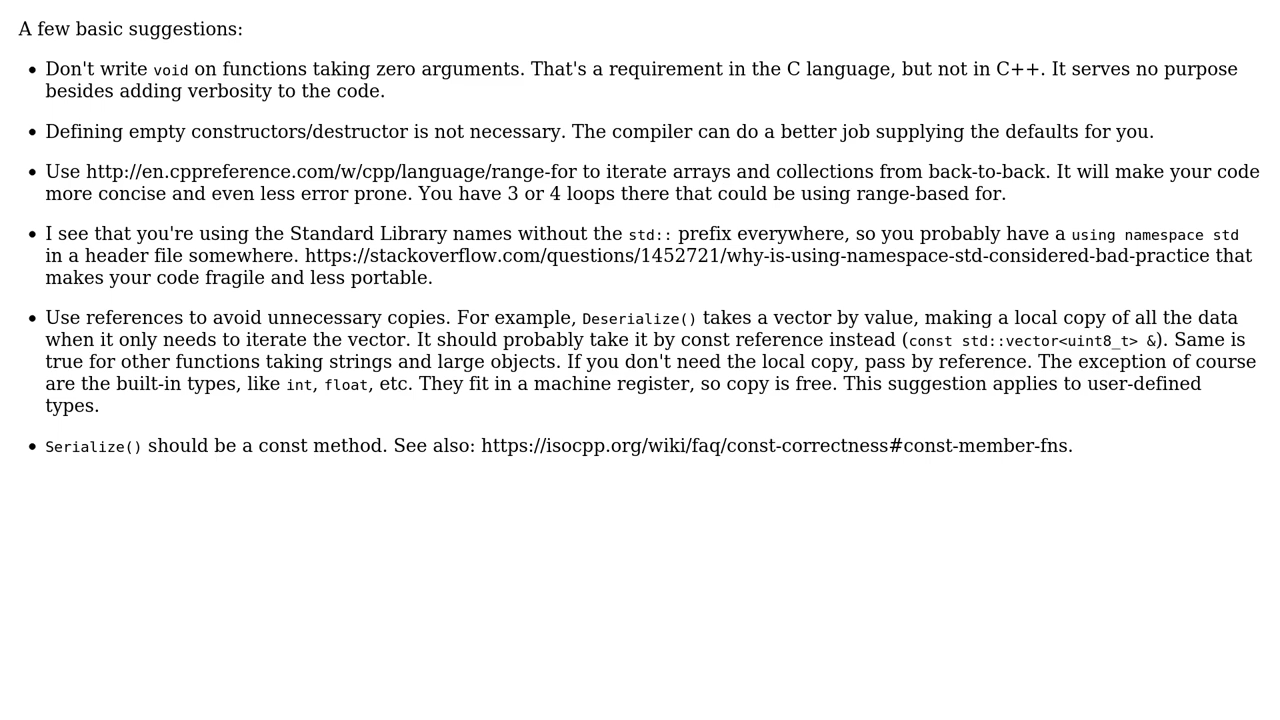 A few basic suggestions:
• Don't write void on functions taking zero arguments. That's a requirement in the C language, but not in C++. It serves no purpose
besides adding verbosity to the code.
• Defining empty constructors/destructor is not necessary. The compiler can do a better job supplying the defaults for you.
• Use http://en.cppreference.com/w/cpp/language/range-for to iterate arrays and collections from back-to-back. It will make your code
more concise and even less error prone. You have 3 or 4 loops there that could be using range-based for.
• I see that you're using the Standard Library names without the std:: prefix everywhere, so you probably have a using namespace std
in a header file somewhere. https://stackoverflow.com/questions/1452721/why-is-using-namespace-std-considered-bad-practice that
makes your code fragile and less portable.
• Use references to avoid unnecessary copies. For example, Deserialize() takes a vector by value, making a local copy of all the data
when it only needs to iterate the vector. It should probably take it by const reference instead (const std::vector<uint8_t> &). Same is
true for other functions taking strings and large objects. If you don't need the local copy, pass by reference. The exception of course
are the built-in types, like int, float, etc. They fit in a machine register, so copy is free. This suggestion applies to user-defined
types.
• Serialize() should be a const method. See also: https://isocpp.org/wiki/faq/const-correctness#const-member-fns.